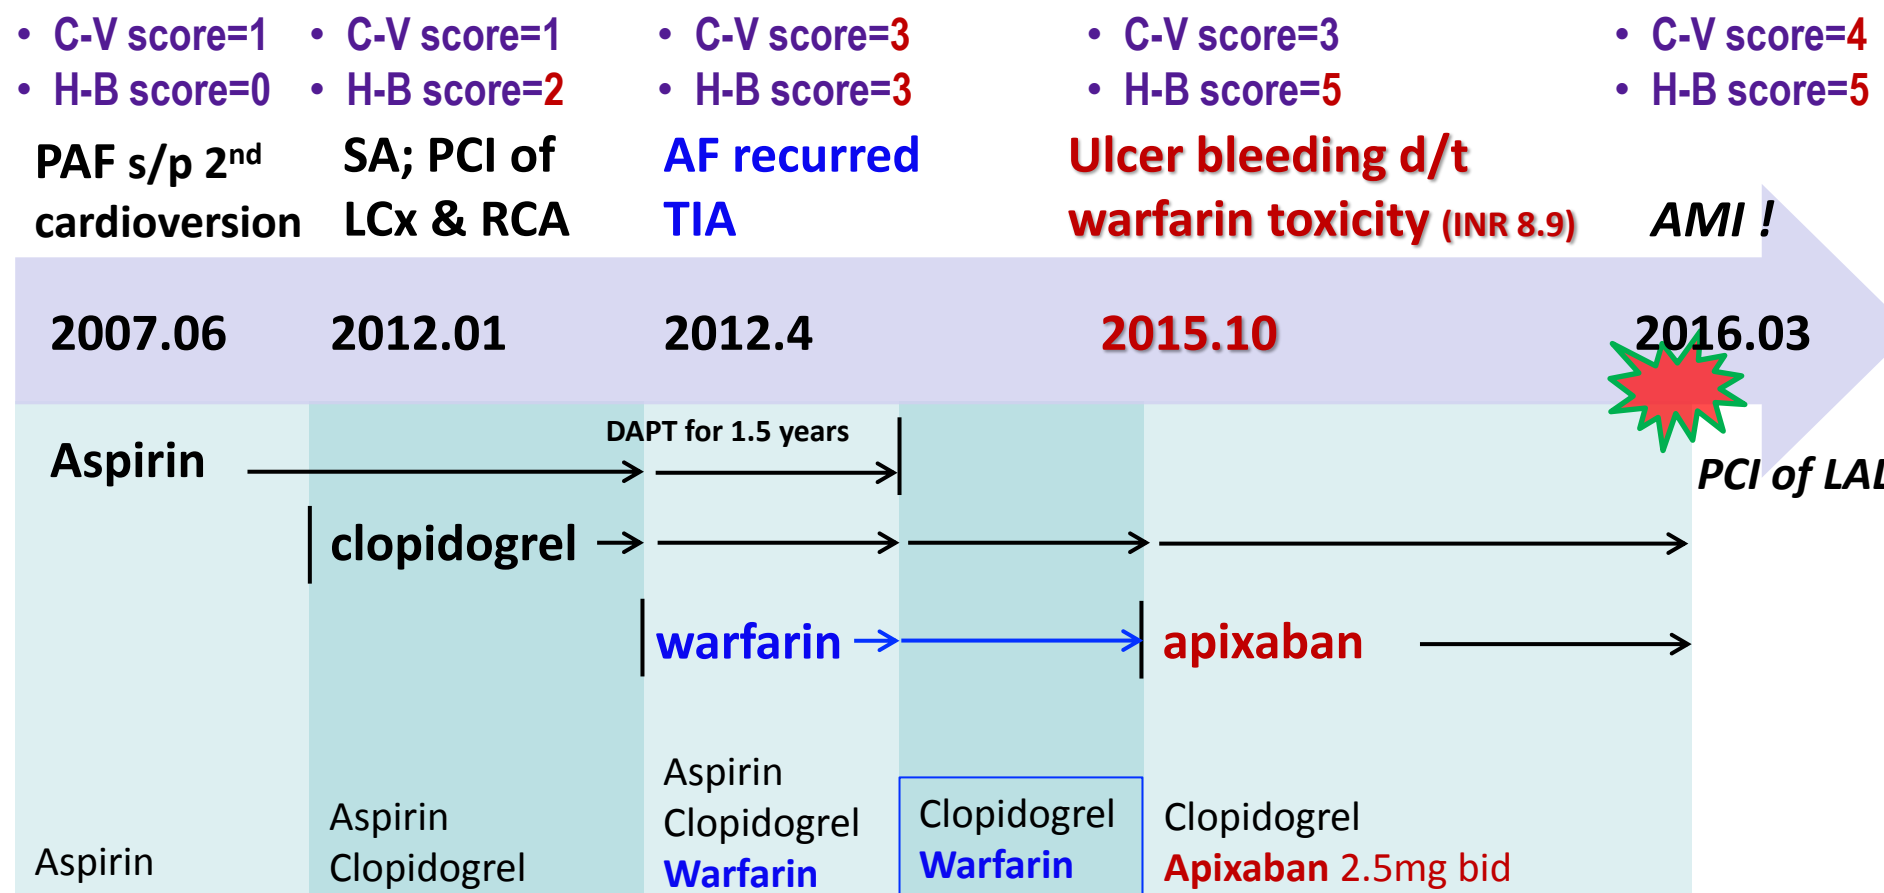 • C-V score=1
• H-B score=0
• C-V score=1
• H-B score=2
• C-V score=3
• H-B score=3
• C-V score=3
• H-B score=5
• C-V score=4
• H-B score=5
PAF s/p 2nd
cardioversion
SA; PCI of
LCx & RCA
AF recurred
TIA
Ulcer bleeding d/t
warfarin toxicity (INR 8.9)
AMI !
2007.06
2012.01
2012.4
2015.10
2016.03
DAPT for 1.5 years
Aspirin
PCI of LAD
clopidogrel
warfarin
apixaban
Aspirin
Aspirin
Clopidogrel
Aspirin
Clopidogrel
Warfarin
Clopidogrel
Warfarin
Clopidogrel
Apixaban 2.5mg bid